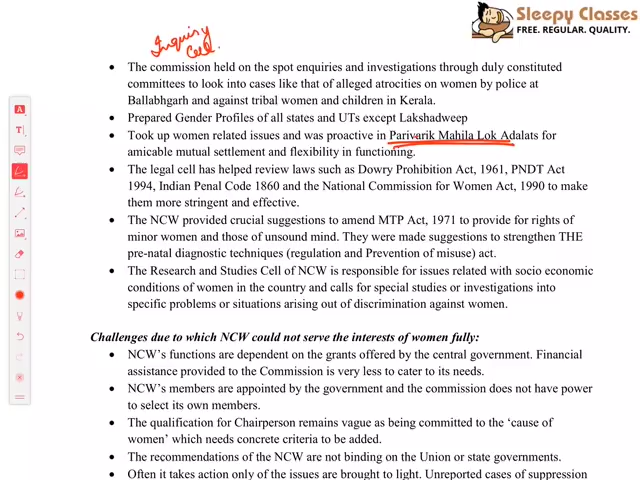 Sleepy Classes
FREE. REGULAR. QUALITY.
Inquiry
Cell.
• The commission held on the spot enquiries and investigations through duly constituted
committees to look into cases like that of alleged atrocities on women by police at
Ballabhgarh and against tribal women and children in Kerala.
• Prepared Gender Profiles of all states and UTs except Lakshadweep
• Took up women related issues and was proactive in Parivarik Mahila Lok Adalats for
amicable mutual settlement and flexibility in functioning.
• The legal cell has helped review laws such as Dowry Prohibition Act, 1961, PNDT Act
1994, Indian Penal Code 1860 and the National Commission for Women Act, 1990 to make
them more stringent and effective.
• The NCW provided crucial suggestions to amend MTP Act, 1971 to provide for rights of
minor women and those of unsound mind. They were made suggestions to strengthen THE
pre-natal diagnostic techniques (regulation and Prevention of misuse) act.
• The Research and Studies Cell of NCW is responsible for issues related with socio economic
conditions of women in the country and calls for special studies or investigations into
specific problems or situations arising out of discrimination against women.
Challenges due to which NCW could not serve the interests of women fully:
• NCW’s functions are dependent on the grants offered by the central government. Financial
assistance provided to the Commission is very less to cater to its needs.
• NCW’s members are appointed by the government and the commission does not have power
to select its own members.
• The qualification for Chairperson remains vague as being committed to the ‘cause of
women’ which needs concrete criteria to be added.
• The recommendations of the NCW are not binding on the Union or state governments.
• Often it takes action only of the issues are brought to light. Unreported cases of suppression